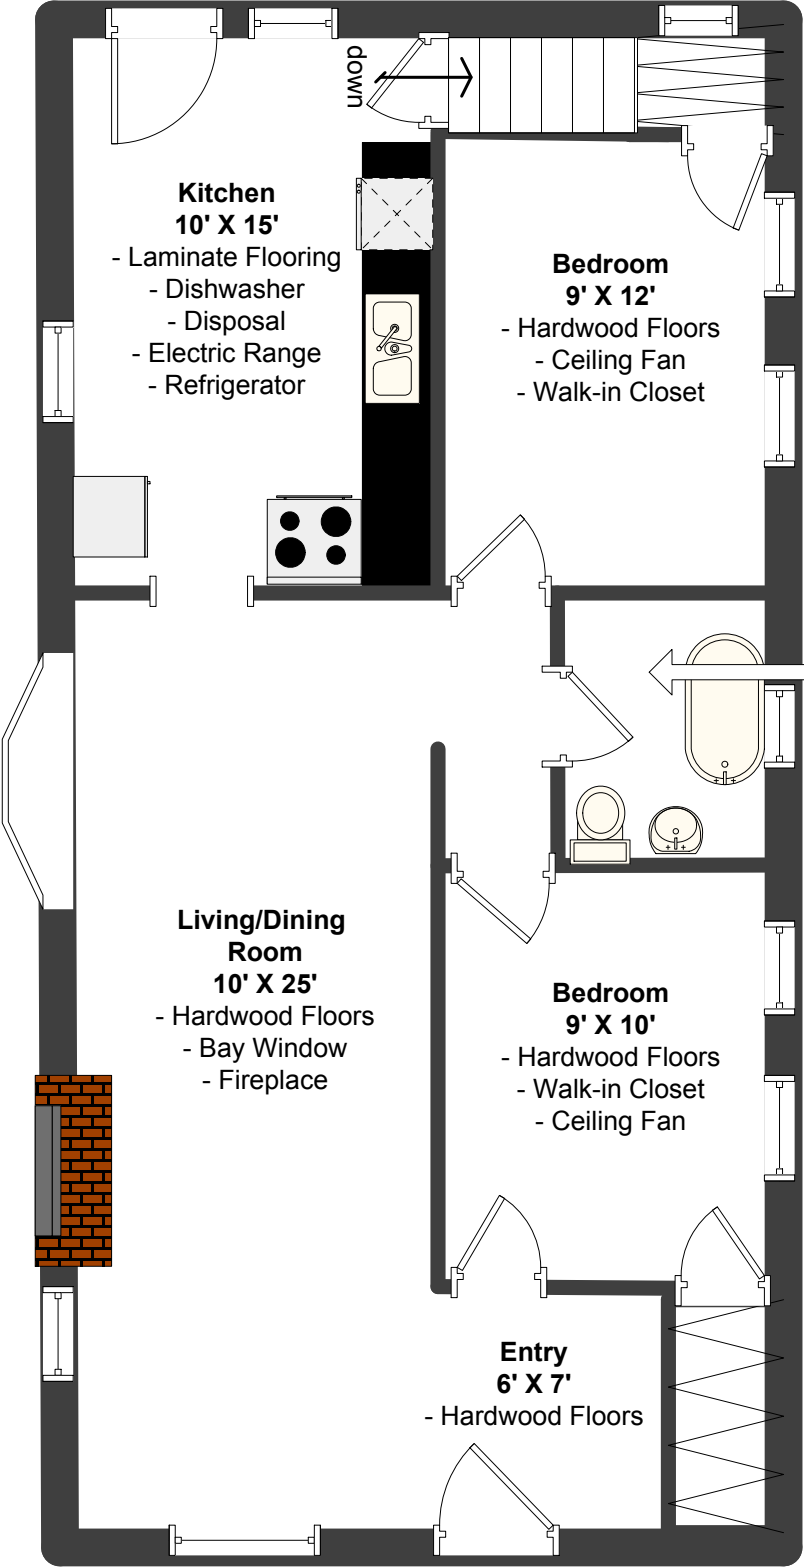 down
Kitchen
10' X 15'
- Laminate Flooring
- Dishwasher
- Disposal
- Electric Range
- Refrigerator
Bedroom
9' X 12'
- Hardwood Floors
- Ceiling Fan
- Walk-in Closet
Living/Dining
Room
10' X 25'
- Hardwood Floors
- Bay Window
- Fireplace
Bedroom
9' X 10'
- Hardwood Floors
- Walk-in Closet
- Ceiling Fan
Entry
6' X 7'
- Hardwood Floors